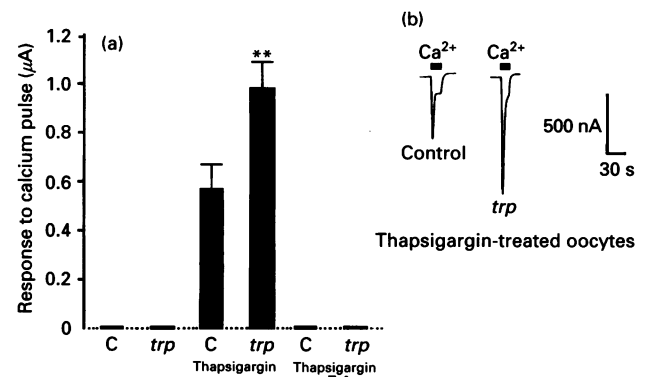 (a)
Response to calcium pulse (μA)
1.2
1.0
0.8
0.6
0.4
0.2
0
**
C trp C trp C trp
Thapsigargin Thapsigargin
(b)
Ca2+ Ca2+
Control
trp
500 nA
30 s
Thapsigargin-treated oocytes